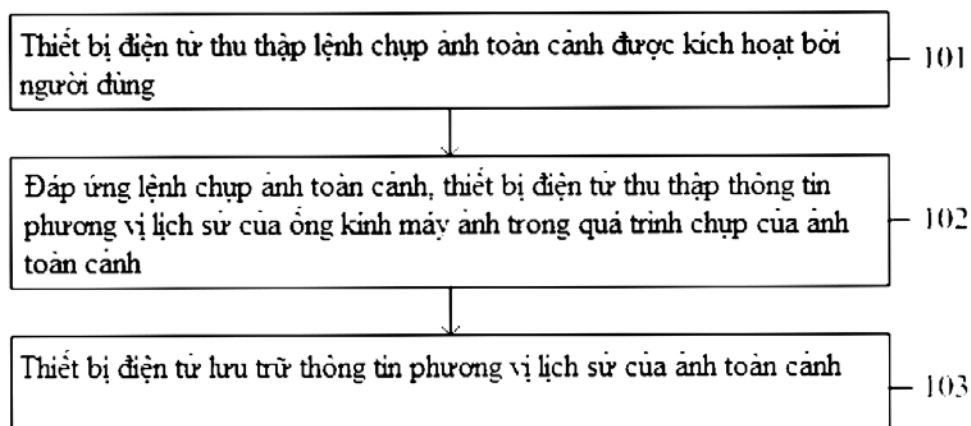 Thiết bị điện tử thu thập lệnh chụp ảnh toàn cảnh được kích hoạt bởi
người dùng
101
Đáp ứng lệnh chụp ảnh toàn cảnh, thiết bị điện tử thu thập thông tin
phương vị lịch sử của ống kính máy ảnh trong quá trình chụp của ảnh
toàn cảnh
102
Thiết bị điện tử lưu trữ thông tin phương vị lịch sử của ảnh toàn cảnh
103